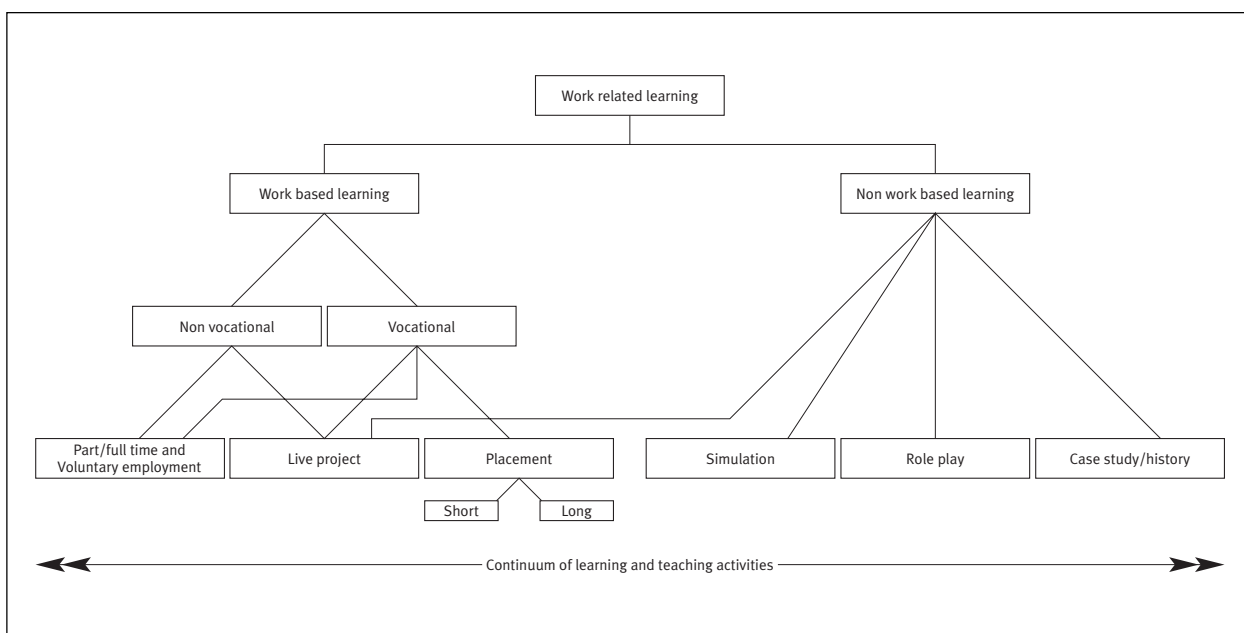 Work related learning
Work based learning
Non work based learning
Non vocational
Vocational
Part/full time and
Voluntary employment
Live project
Placement
Simulation
Role play
Case study/history
Short
Long
Continuum of learning and teaching activities